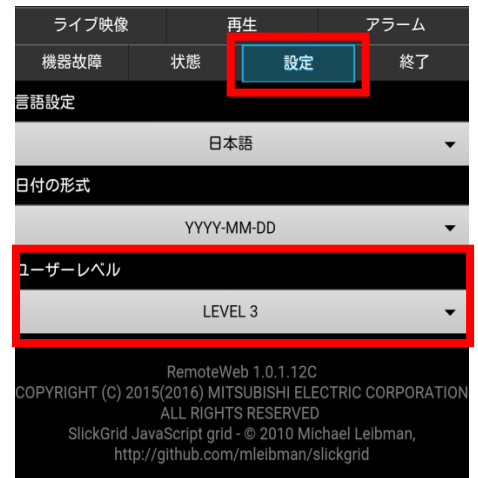 ライブ映像 再生 アラーム
機器故障 状態 設定 終了
言語設定
日本語
日付の形式
YYYY-MM-DD
ユーザーレベル
LEVEL 3
RemoteWeb 1.0.1.12C
COPYRIGHT (C) 2015(2016) MITSUBISHI ELECTRIC CORPORATION
ALL RIGHTS RESERVED
SlickGrid JavaScript grid - © 2010 Michael Leibman,
http://github.com/mleibman/slickgrid